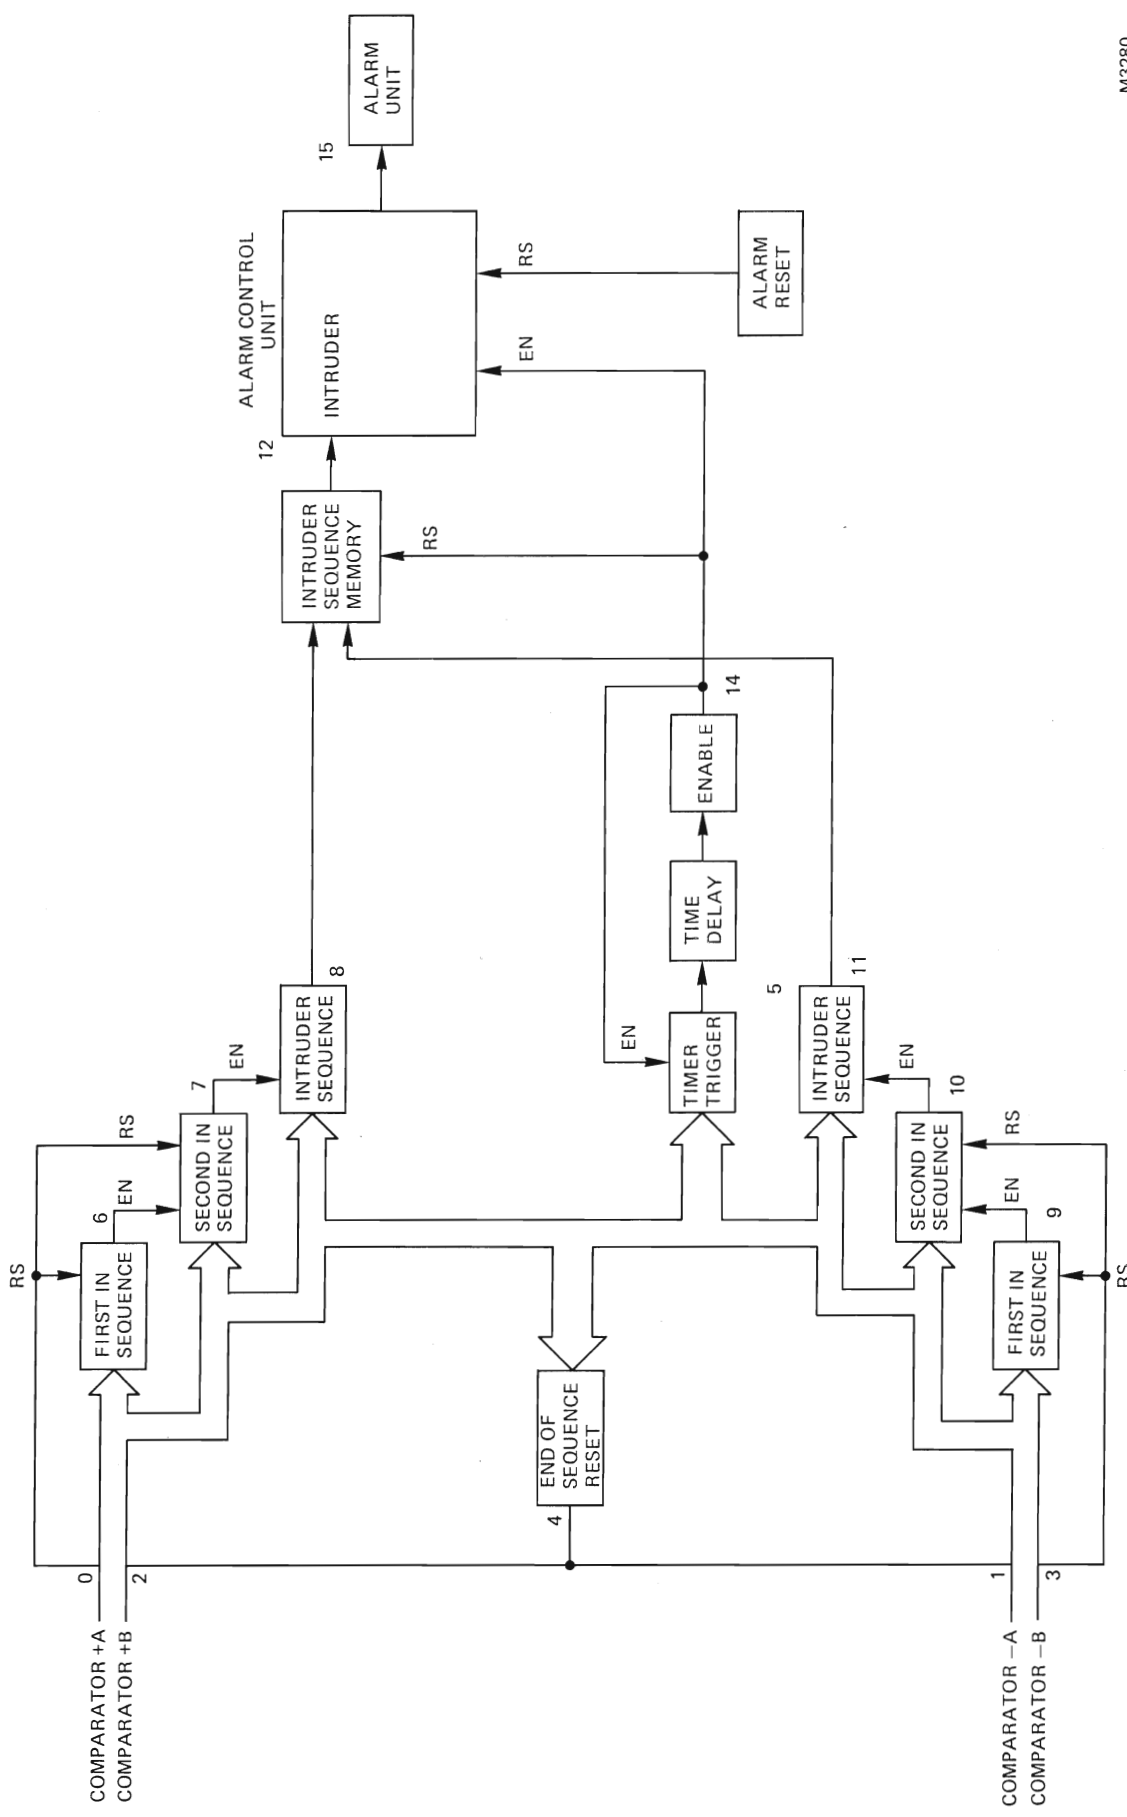 COMPARATOR +A
COMPARATOR +B
0
2
RS
FIRST IN
SEQUENCE
6
EN
RS
SECOND IN
SEQUENCE
7
EN
INTRUDER
SEQUENCE
8
INTRUDER
SEQUENCE
MEMORY
RS
12
ALARM CONTROL
UNIT
INTRUDER
EN
RS
15
ALARM
UNIT
ALARM
RESET
4
END OF
SEQUENCE
RESET
EN
TIMER
TRIGGER
5
TIME
DELAY
ENABLE
14
COMPARATOR −A
COMPARATOR −B
1
3
FIRST IN
SEQUENCE
RS
9
EN
SECOND IN
SEQUENCE
RS
10
EN
INTRUDER
SEQUENCE
11
M3280